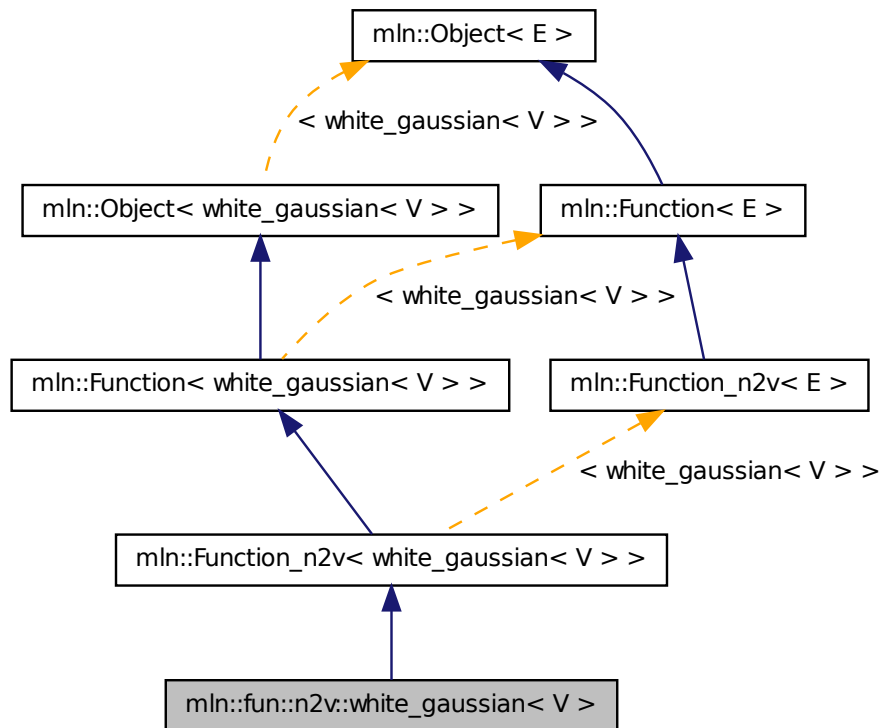 mln::Object< E >
< white_gaussian< V > >
mln::Object< white_gaussian< V > >
mln::Function< E >
< white_gaussian< V > >
mln::Function< white_gaussian< V > >
mln::Function_n2v< E >
< white_gaussian< V > >
mln::Function_n2v< white_gaussian< V > >
mln::fun::n2v::white_gaussian< V >